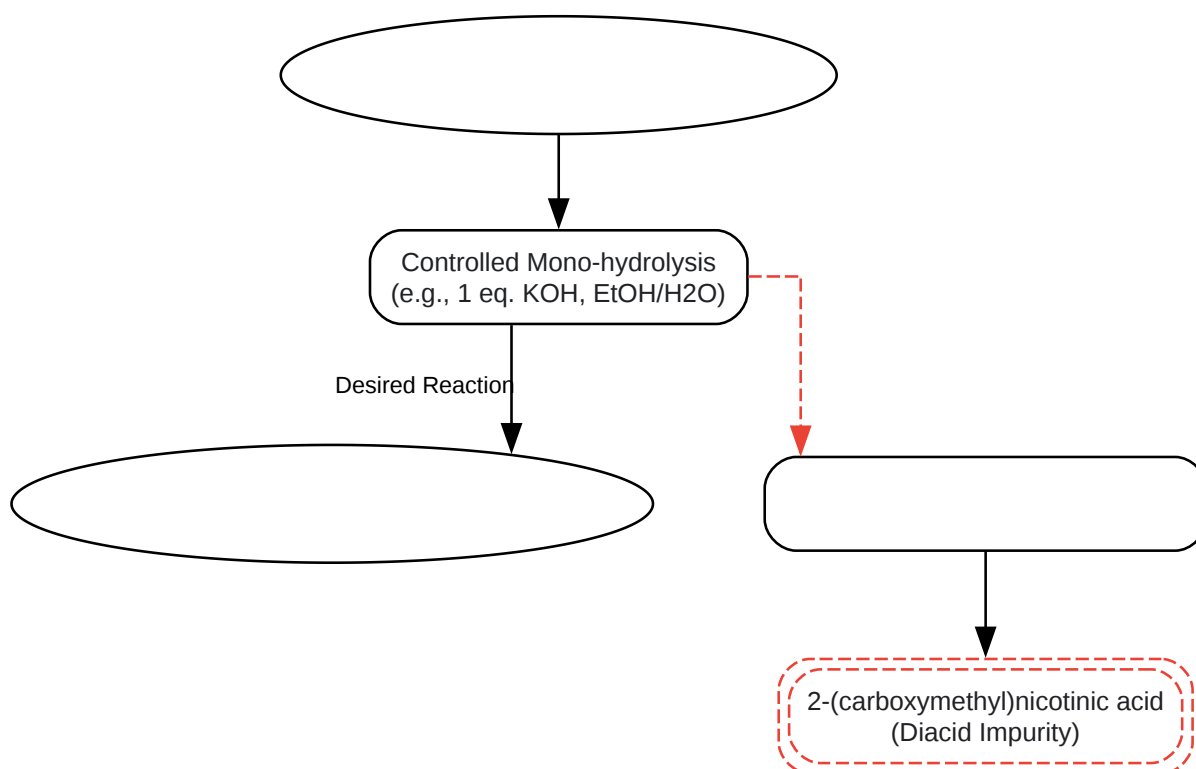 Controlled Mono-hydrolysis
(e.g., 1 eq. KOH, EtOH/H2O)
Desired Reaction
2-(carboxymethyl)nicotinic acid
(Diacid Impurity)